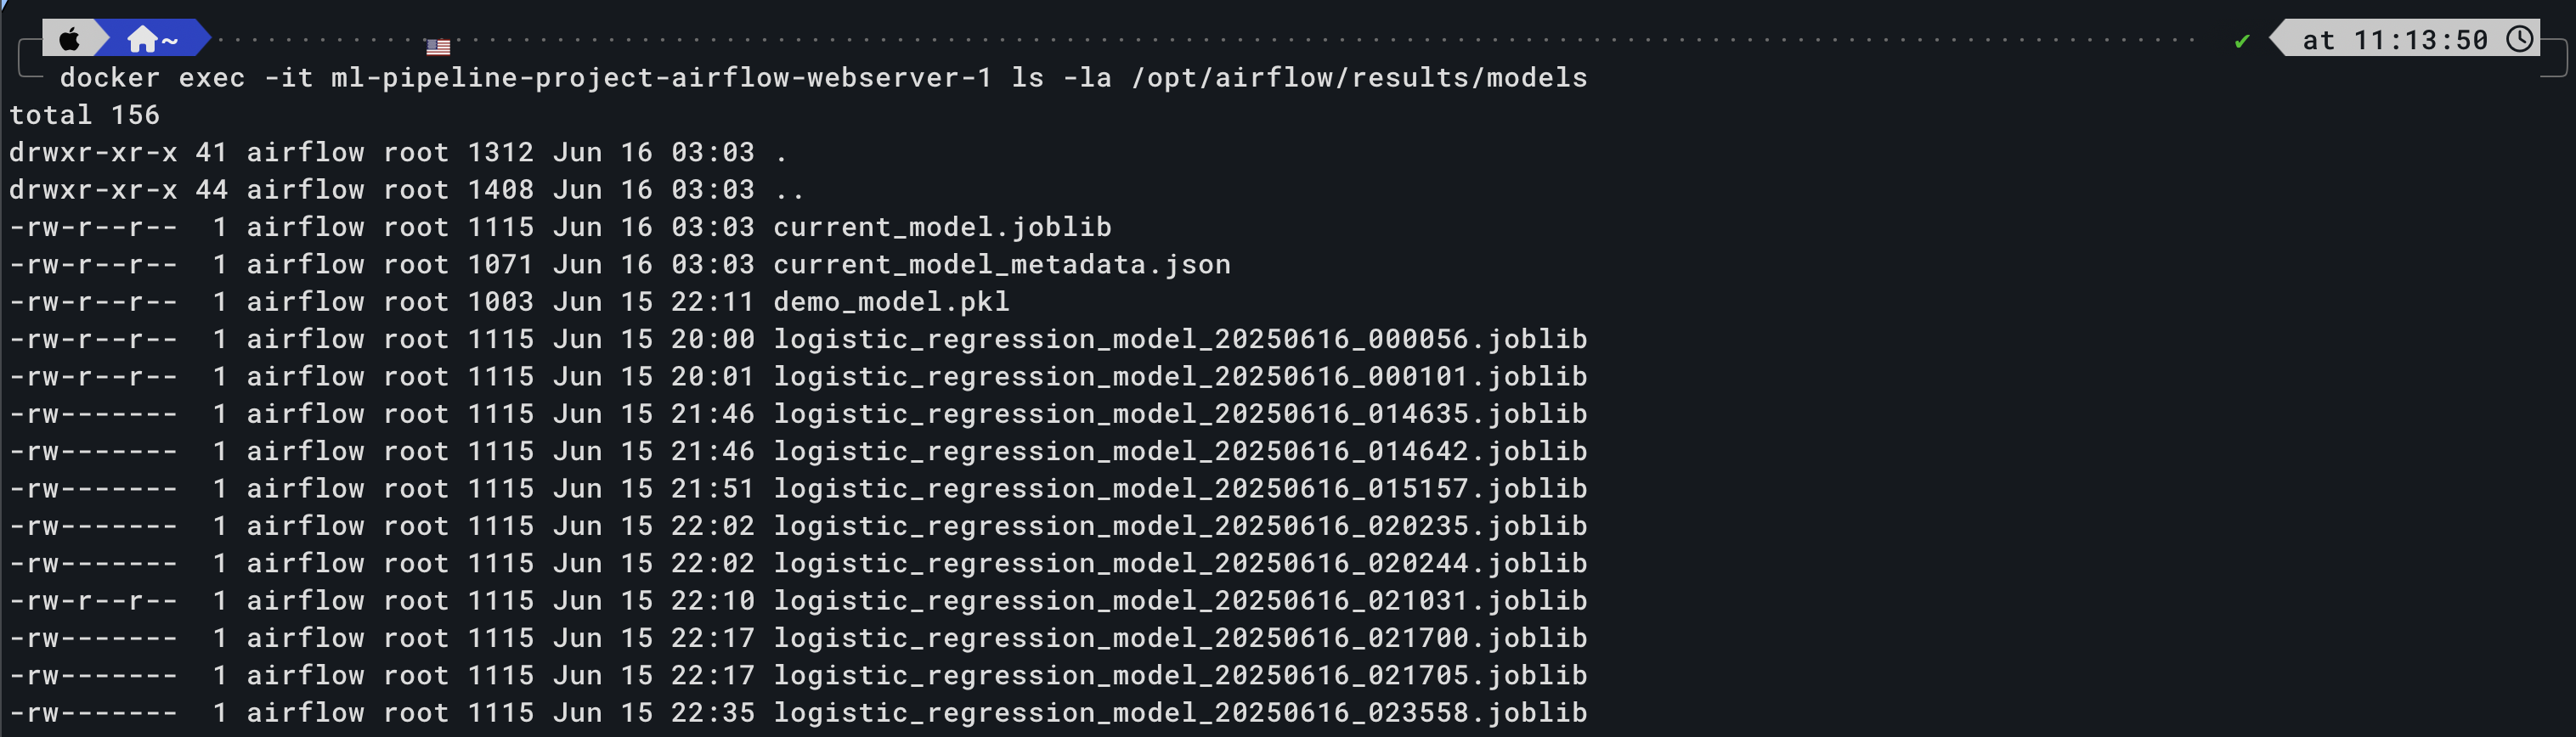 ~ at 11:13:50
docker exec -it ml-pipeline-project-airflow-webserver-1 ls -la /opt/airflow/results/models
total 156
drwxr-xr-x 41 airflow root 1312 Jun 16 03:03 .
drwxr-xr-x 44 airflow root 1408 Jun 16 03:03 ..
-rw-r--r--  1 airflow root 1115 Jun 16 03:03 current_model.joblib
-rw-r--r--  1 airflow root 1071 Jun 16 03:03 current_model_metadata.json
-rw-r--r--  1 airflow root 1003 Jun 15 22:11 demo_model.pkl
-rw-r--r--  1 airflow root 1115 Jun 15 20:00 logistic_regression_model_20250616_000056.joblib
-rw-r--r--  1 airflow root 1115 Jun 15 20:01 logistic_regression_model_20250616_000101.joblib
-rw-------  1 airflow root 1115 Jun 15 21:46 logistic_regression_model_20250616_014635.joblib
-rw-------  1 airflow root 1115 Jun 15 21:46 logistic_regression_model_20250616_014642.joblib
-rw-------  1 airflow root 1115 Jun 15 21:51 logistic_regression_model_20250616_015157.joblib
-rw-------  1 airflow root 1115 Jun 15 22:02 logistic_regression_model_20250616_020235.joblib
-rw-------  1 airflow root 1115 Jun 15 22:02 logistic_regression_model_20250616_020244.joblib
-rw-r--r--  1 airflow root 1115 Jun 15 22:10 logistic_regression_model_20250616_021031.joblib
-rw-------  1 airflow root 1115 Jun 15 22:17 logistic_regression_model_20250616_021700.joblib
-rw-------  1 airflow root 1115 Jun 15 22:17 logistic_regression_model_20250616_021705.joblib
-rw-------  1 airflow root 1115 Jun 15 22:35 logistic_regression_model_20250616_023558.joblib